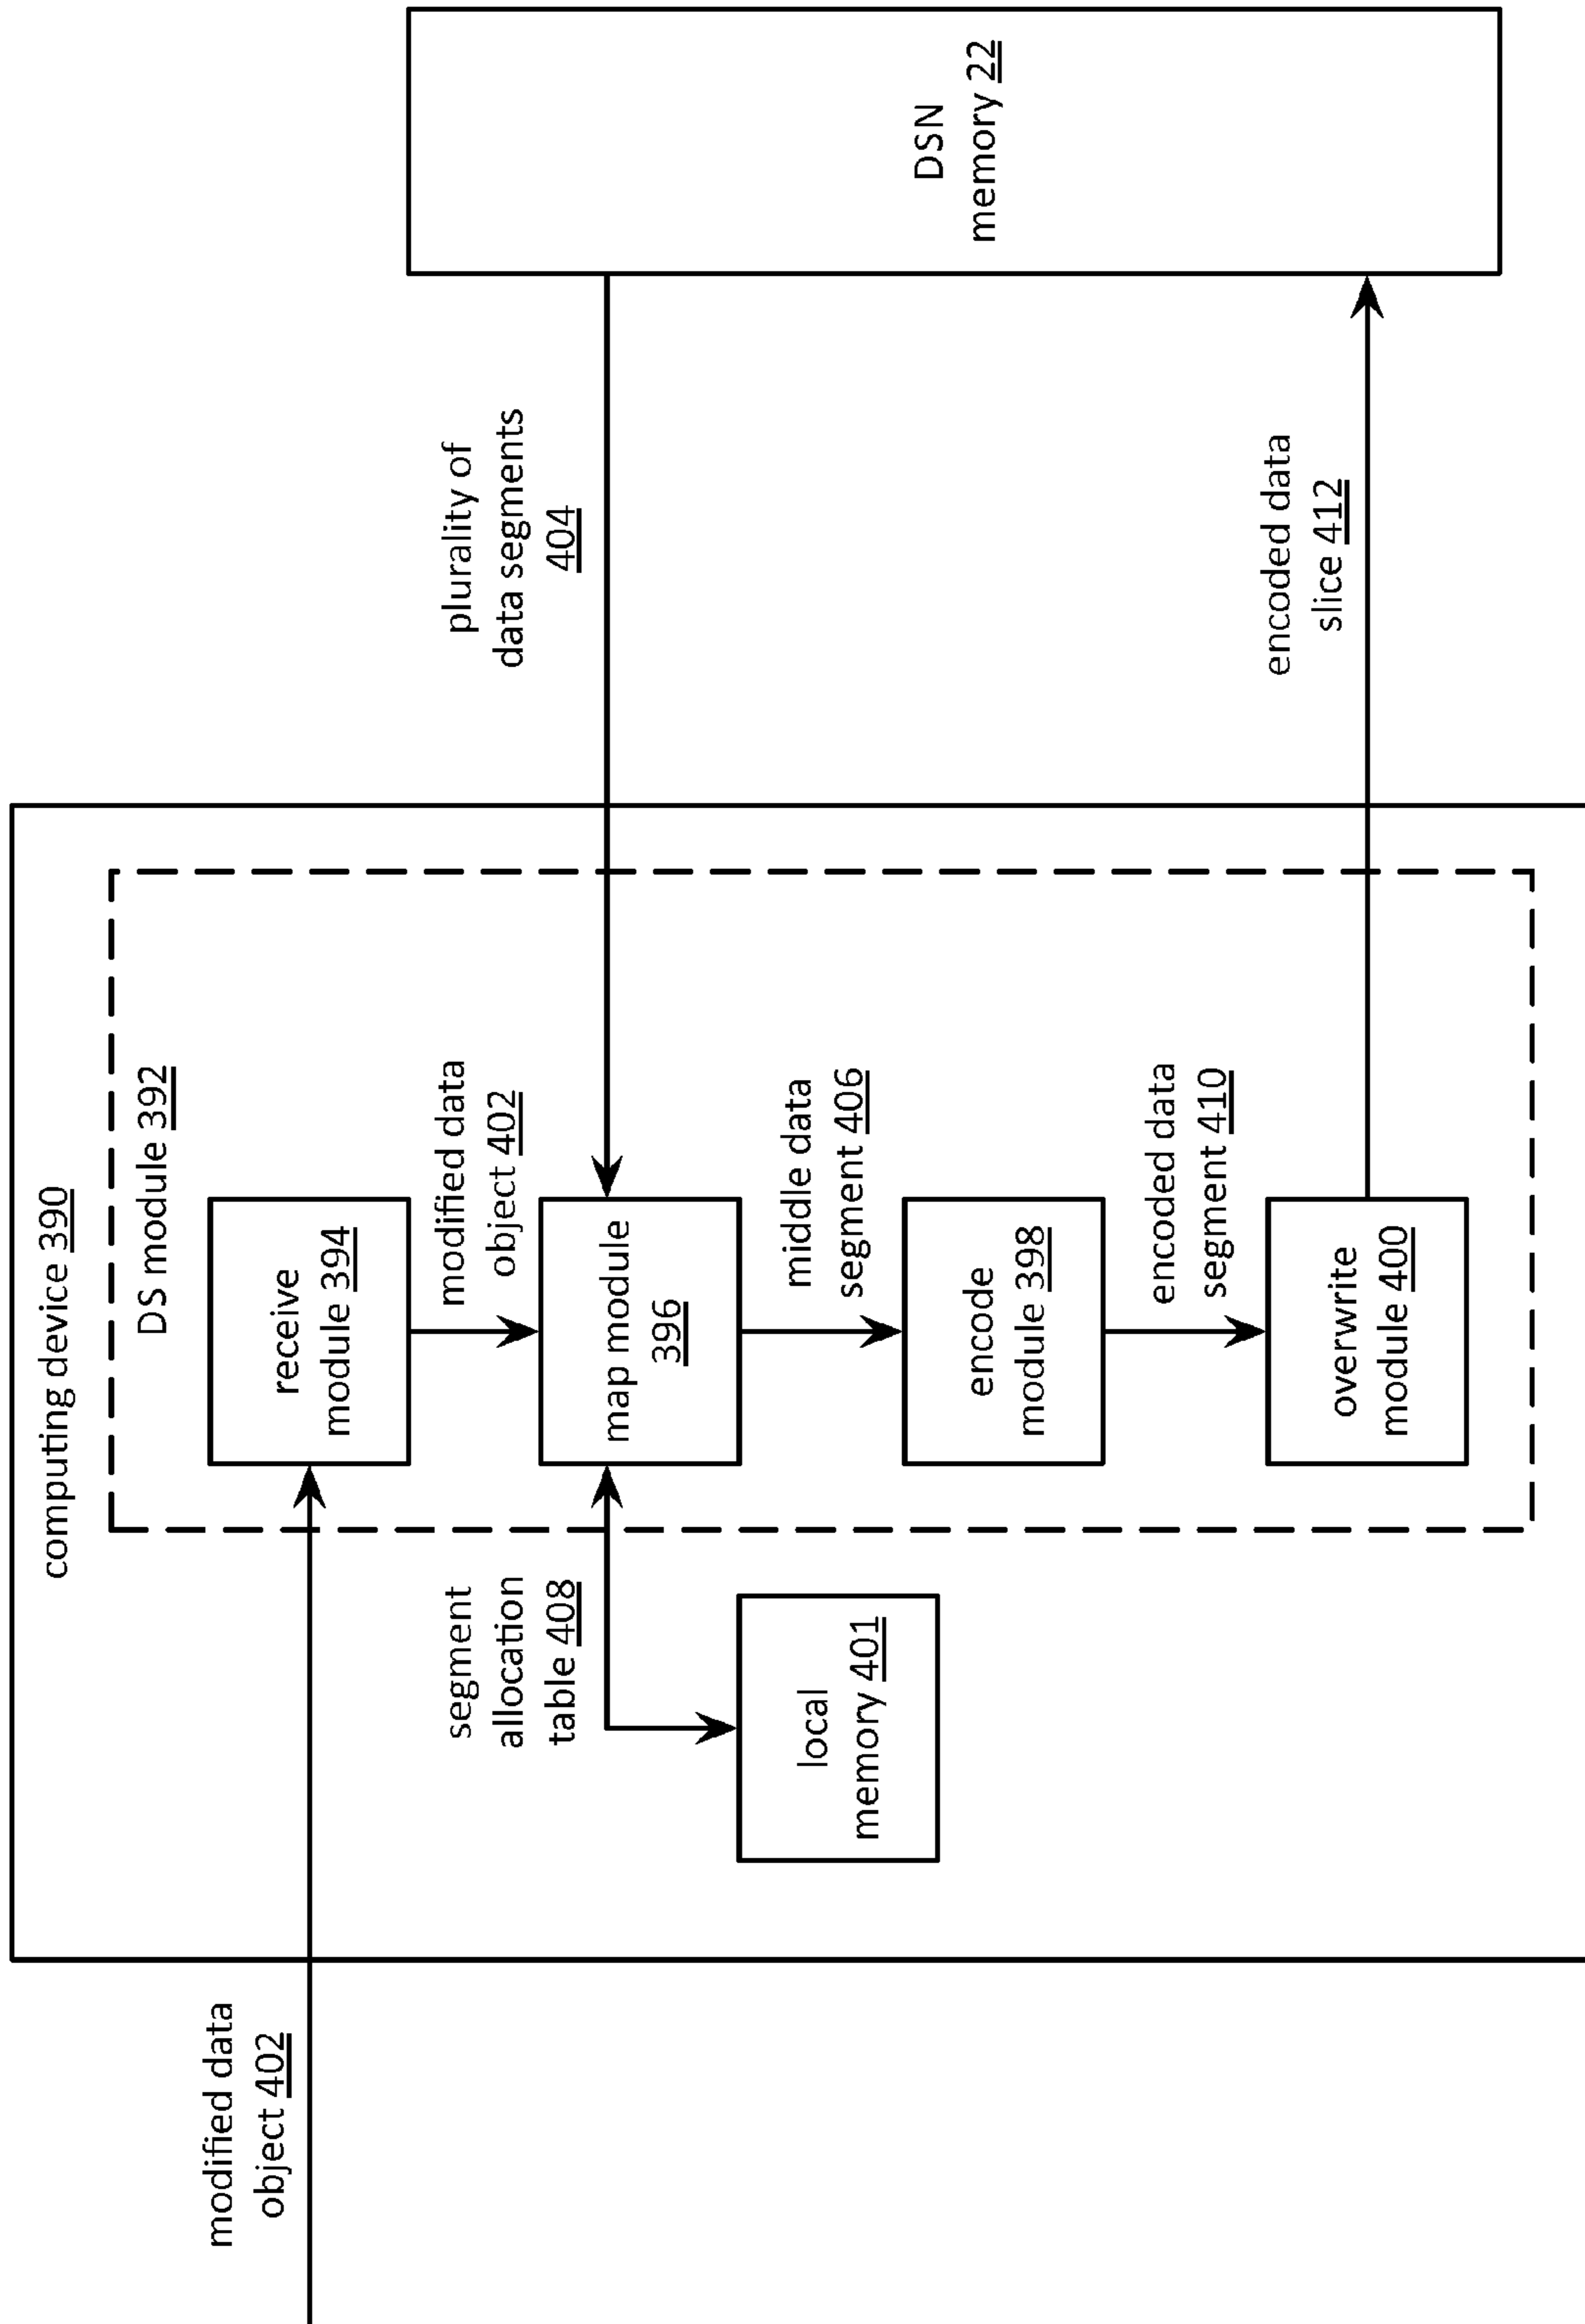 computing device 390
DS module 392
modified data
object 402
receive
module 394
modified data
object 402
segment
allocation
table 408
map module
396
plurality of
data segments
404
DSN
memory 22
local
memory 401
middle data
segment 406
encode
module 398
encoded data
segment 410
overwrite
module 400
encoded data
slice 412